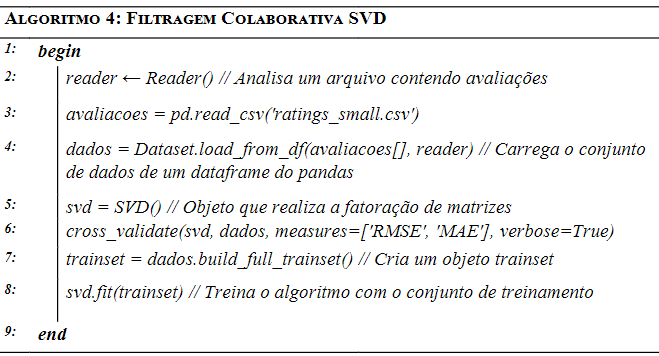 ALGORITMO 4: FILTRAGEM COLABORATIVA SVD
1: begin
2: reader ← Reader() // Analisa um arquivo contendo avaliações
3: avaliacoes = pd.read_csv('ratings_small.csv')
4: dados = Dataset.load_from_df(avaliacoes[], reader) // Carrega o conjunto
de dados de um dataframe do pandas
5: svd = SVD() // Objeto que realiza a fatoração de matrizes
6: cross_validate(svd, dados, measures=['RMSE', 'MAE'], verbose=True)
7: trainset = dados.build_full_trainset() // Cria um objeto trainset
8: svd.fit(trainset) // Treina o algoritmo com o conjunto de treinamento
9: end